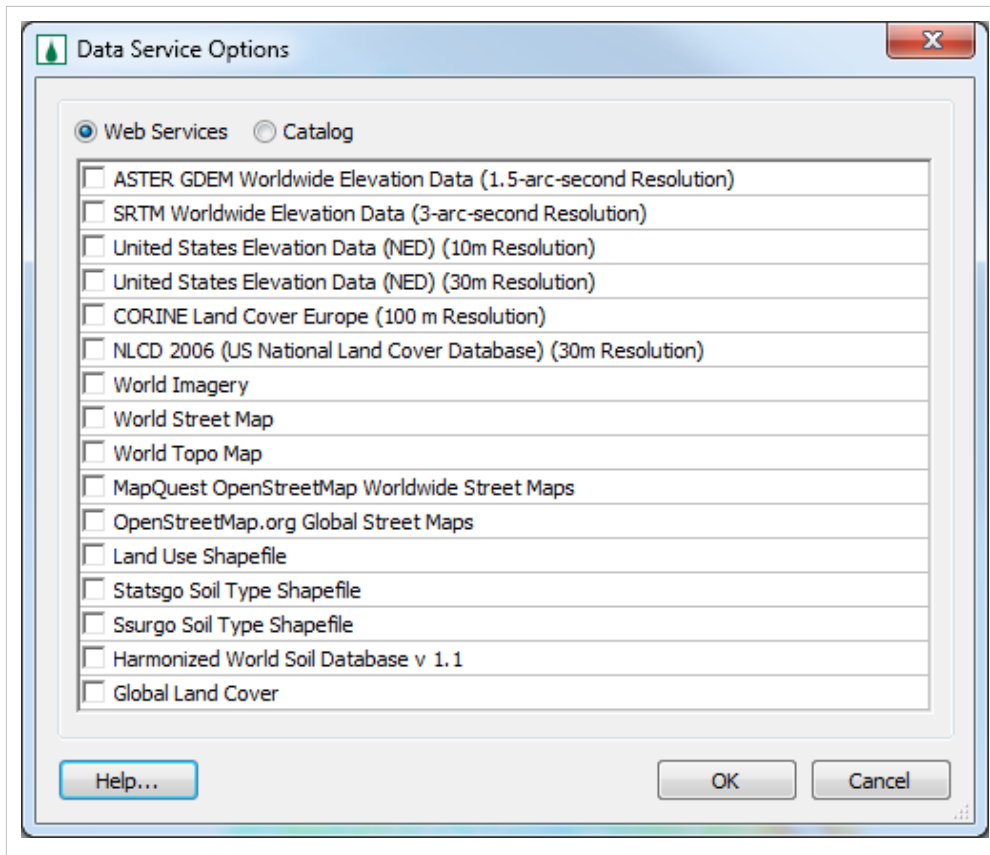 Data Service Options
Web Services Catalog
ASTER GDEM Worldwide Elevation Data (1.5-arc-second Resolution)
SRTM Worldwide Elevation Data (3-arc-second Resolution)
United States Elevation Data (NED) (10m Resolution)
United States Elevation Data (NED) (30m Resolution)
CORINE Land Cover Europe (100 m Resolution)
NLCD 2006 (US National Land Cover Database) (30m Resolution)
World Imagery
World Street Map
World Topo Map
MapQuest OpenStreetMap Worldwide Street Maps
OpenStreetMap.org Global Street Maps
Land Use Shapefile
Statsgo Soil Type Shapefile
Ssurgo Soil Type Shapefile
Harmonized World Soil Database v 1.1
Global Land Cover
Help... OK Cancel